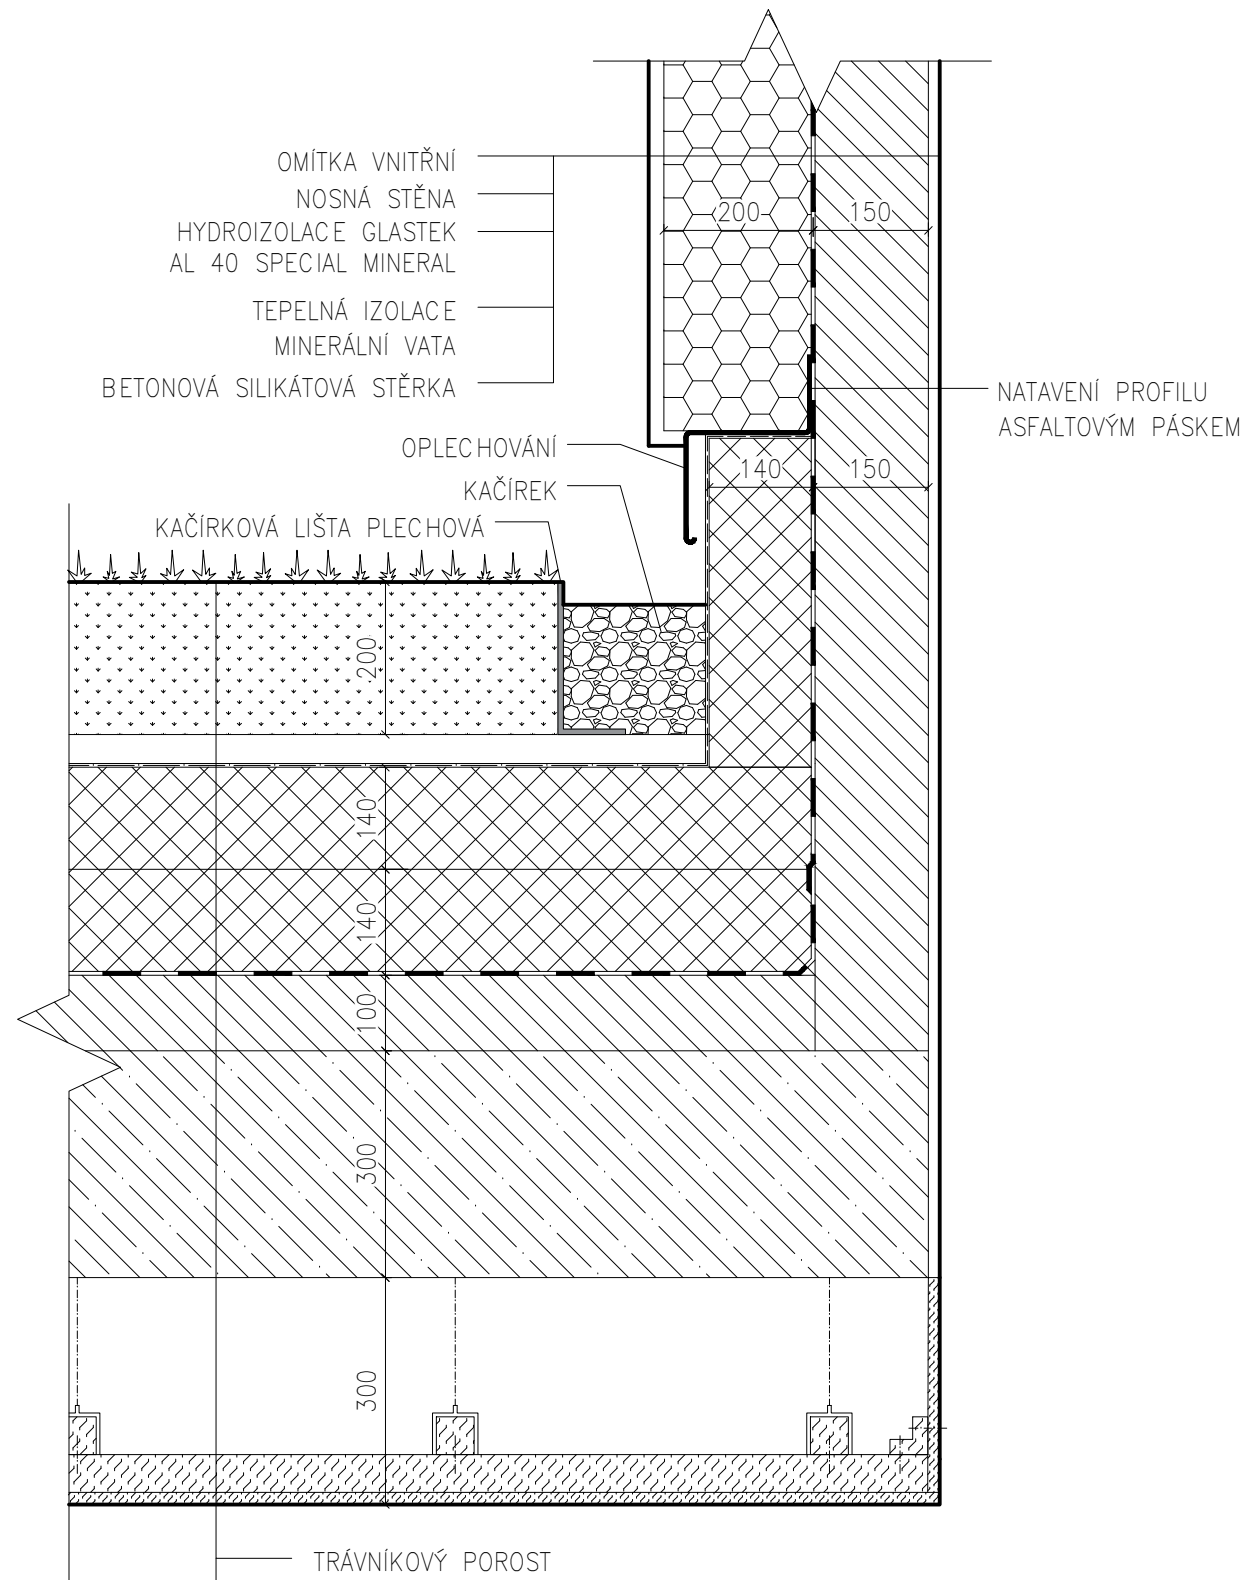 OMÍTKA VNITŘNÍ
NOSNÁ STĚNA
HYDROIZOLACE GLASTEK
AL 40 SPECIAL MINERAL
TEPELNÁ IZOLACE
MINERÁLNÍ VATA
BETONOVÁ SILIKÁTOVÁ STĚRKA
200 150
NATAVENÍ PROFILU
ASFALTOVÝM PÁSKEM
OPLECHOVÁNÍ
140 150
KAČÍREK
KAČÍRKOVÁ LIŠTA PLECHOVÁ
200
140
140
100
300
300
TRÁVNÍKOVÝ POROST